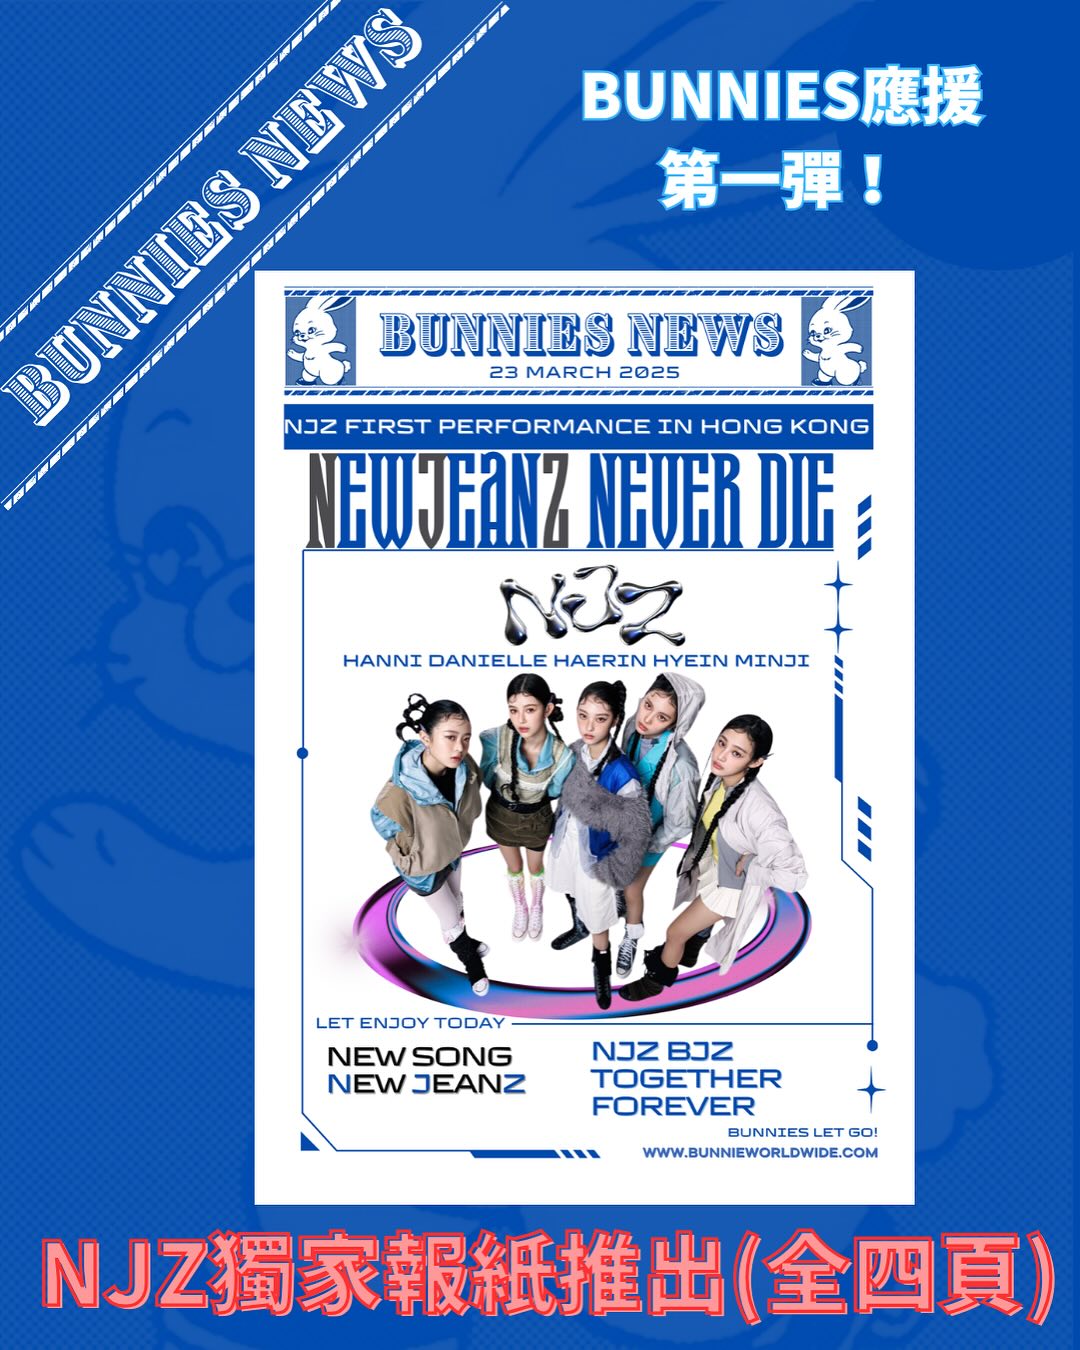 BUNNIES NEWS
BUNNIES應援
第一彈！
BUNNIES NEWS
23 MARCH 2025
NJZ FIRST PERFORMANCE IN HONG KONG
NEWJEANZ NEVER DIE
NJZ
HANNI DANIELLE HAERIN HYEIN MINJI
LET ENJOY TODAY
NEW SONG
NEW JEANZ
NJZ BJZ
TOGETHER
FOREVER
BUNNIES LET GO!
WWW.BUNNIEWORLDWIDE.COM
NJZ獨家報紙推出(全四頁)